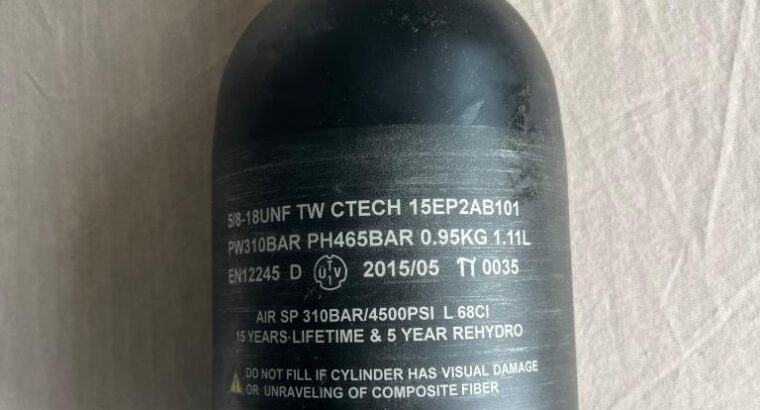 5/8-18UNF TW CTECH 15EP2AB101
PW310BAR PH465BAR 0.95KG 1.11L
EN12245 D TÜV 2015/05 π 0035
AIR SP 310BAR/4500PSI L 68CI
15 YEARS-LIFETIME & 5 YEAR REHYDRO
DO NOT FILL IF CYLINDER HAS VISUAL DAMAGE
OR UNRAVELING OF COMPOSITE FIBER